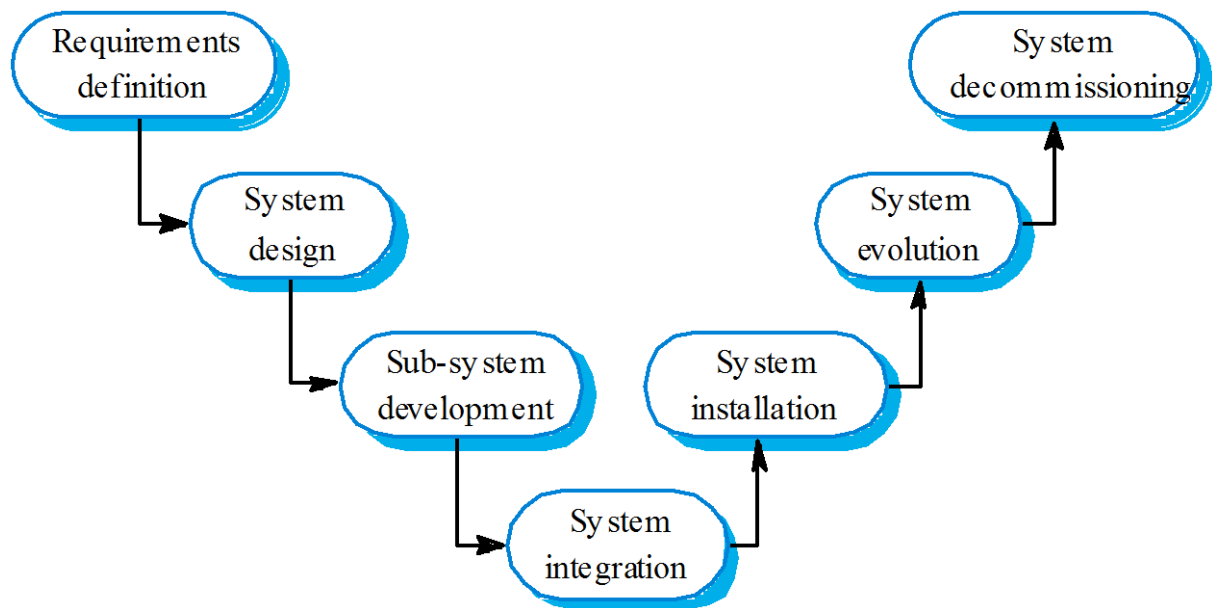 Requirements
definition
System
design
Sub-system
development
System
integration
System
installation
System
evolution
System
decommissioning